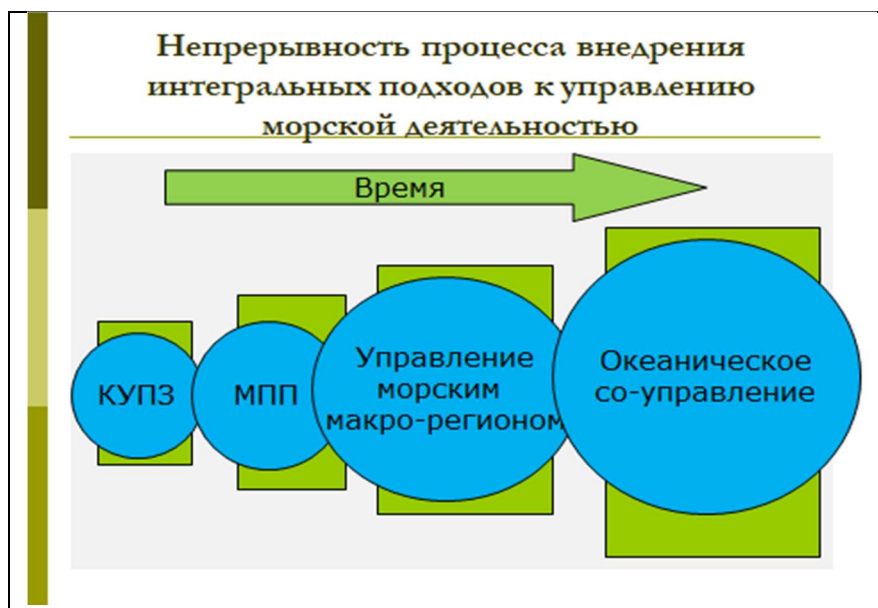 Непрерывность процесса внедрения
интегральных подходов к управлению
морской деятельностью
Время
КУПЗ
МПП
Управление
морским
макро-регионом
Океаническое
со-управление